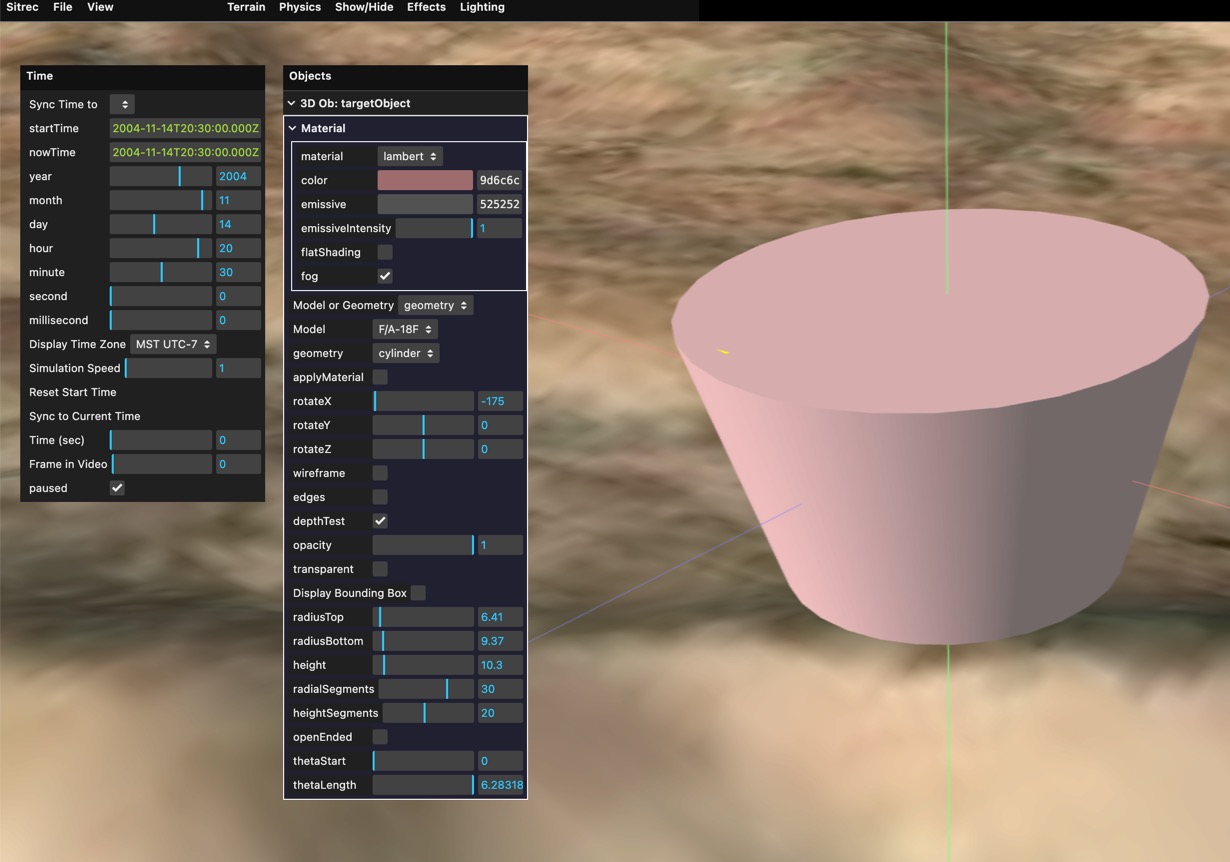 Sitrec File View Terrain Physics Show/Hide Effects Lighting
Time
Sync Time to
startTime 2004-11-14T20:30:00.000Z
nowTime 2004-11-14T20:30:00.000Z
year 2004
month 11
day 14
hour 20
minute 30
second 0
millisecond 0
Display Time Zone MST UTC-7
Simulation Speed 1
Reset Start Time
Sync to Current Time
Time (sec) 0
Frame in Video 0
paused
Objects
3D Ob: targetObject
Material
material lambert
color 9d6c6c
emissive 525252
emissiveIntensity 1
flatShading
fog
Model or Geometry geometry
Model F/A-18F
geometry cylinder
applyMaterial
rotateX -175
rotateY 0
rotateZ 0
wireframe
edges
depthTest
opacity 1
transparent
Display Bounding Box
radiusTop 6.41
radiusBottom 9.37
height 10.3
radialSegments 30
heightSegments 20
openEnded
thetaStart 0
thetaLength 6.28318